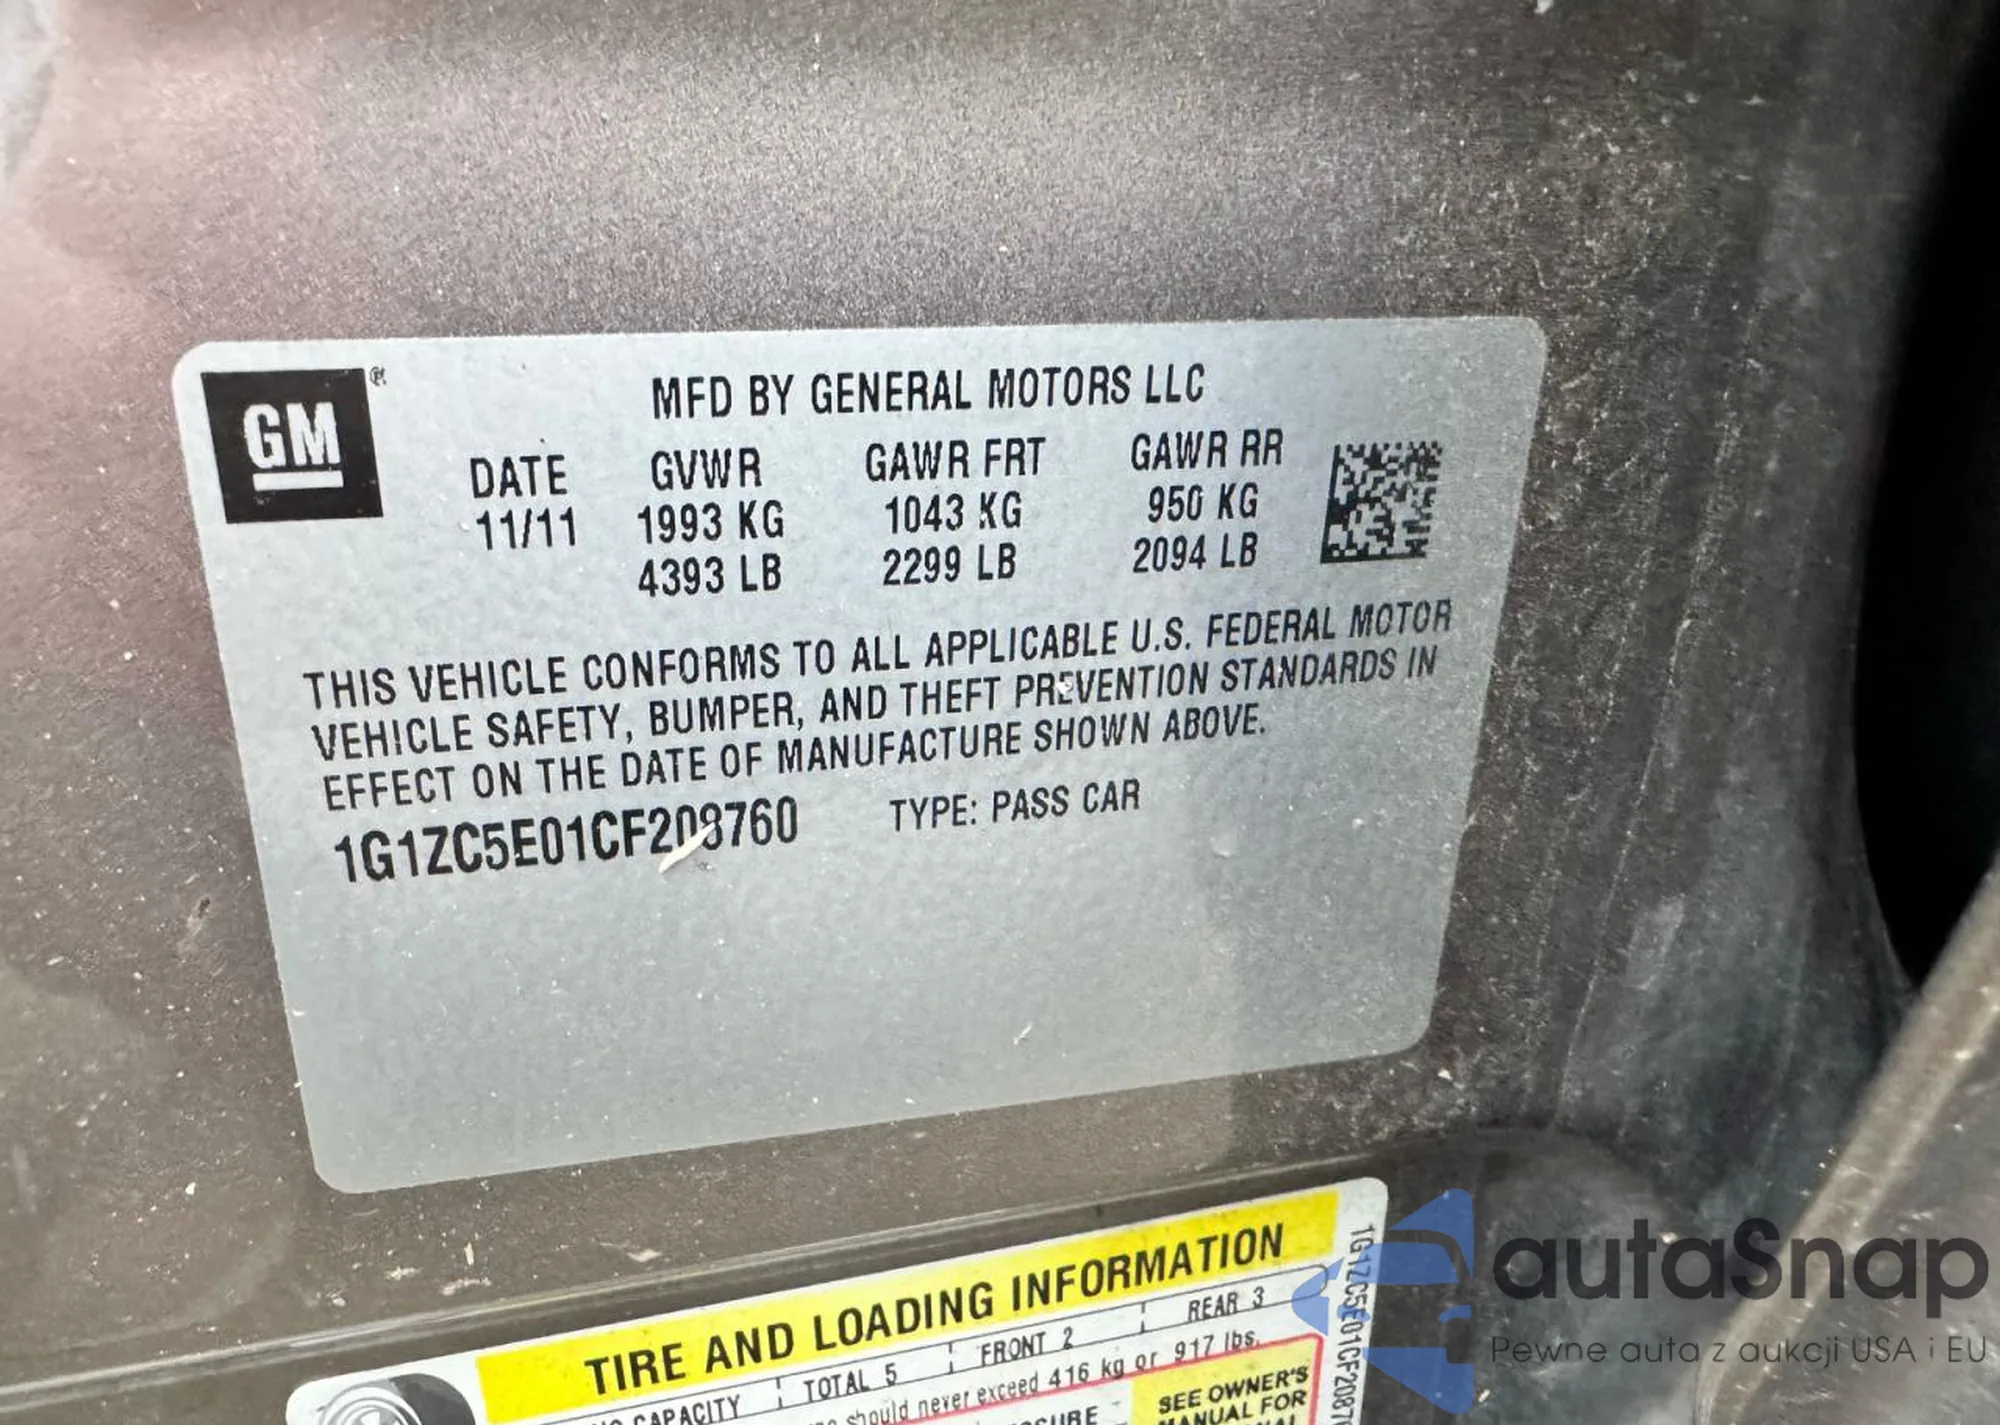 GM ®
MFD BY GENERAL MOTORS LLC
DATE GVWR GAWR FRT GAWR RR
11/11 1993 KG 1043 KG 950 KG
4393 LB 2299 LB 2094 LB
THIS VEHICLE CONFORMS TO ALL APPLICABLE U.S. FEDERAL MOTOR
VEHICLE SAFETY, BUMPER, AND THEFT PREVENTION STANDARDS IN
EFFECT ON THE DATE OF MANUFACTURE SHOWN ABOVE.
1G1ZC5E01CF208760 TYPE: PASS CAR
TIRE AND LOADING INFORMATION
CAPACITY TOTAL 5 FRONT 2 REAR 3
should never exceed 416 kg or 917 lbs.
SEE OWNER'S
MANUAL FOR
1G1ZC5E01CF2087
autaSnap
Pewne auta z aukcji USA i EU